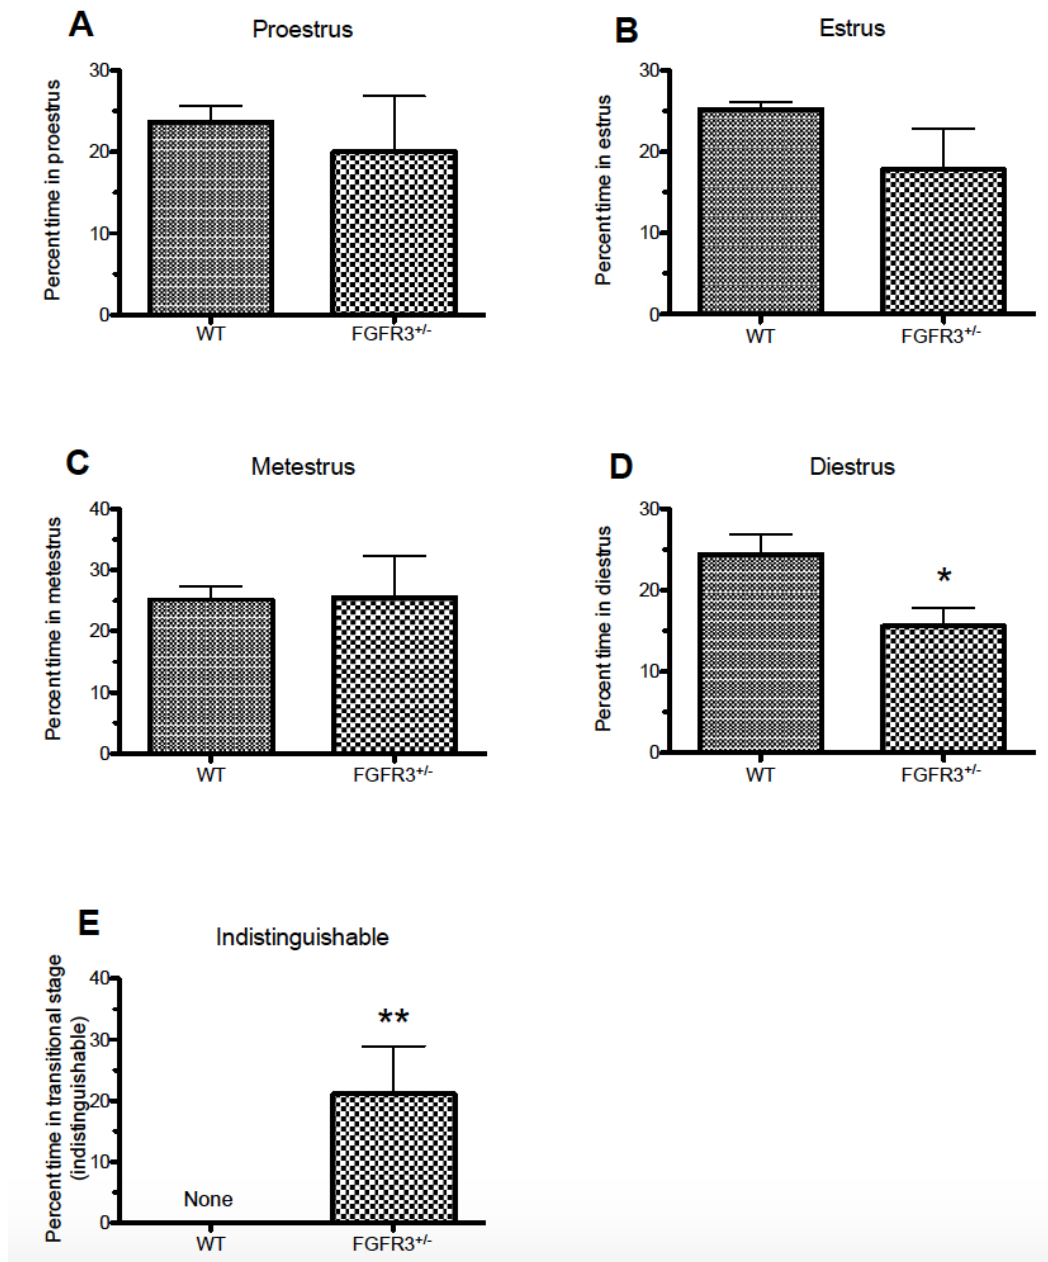 A
Proestrus
Percent time in proestrus
30
20
10
0
WT
FGFR3+/-
B
Estrus
Percent time in estrus
30
20
10
0
WT
FGFR3+/-
C
Metestrus
Percent time in metestrus
40
30
20
10
0
WT
FGFR3+/-
D
Diestrus
Percent time in diestrus
30
20
10
0
*
WT
FGFR3+/-
E
Indistinguishable
Percent time in transitional stage
(indistinguishable)
40
30
20
10
0
**
None
WT
FGFR3+/-